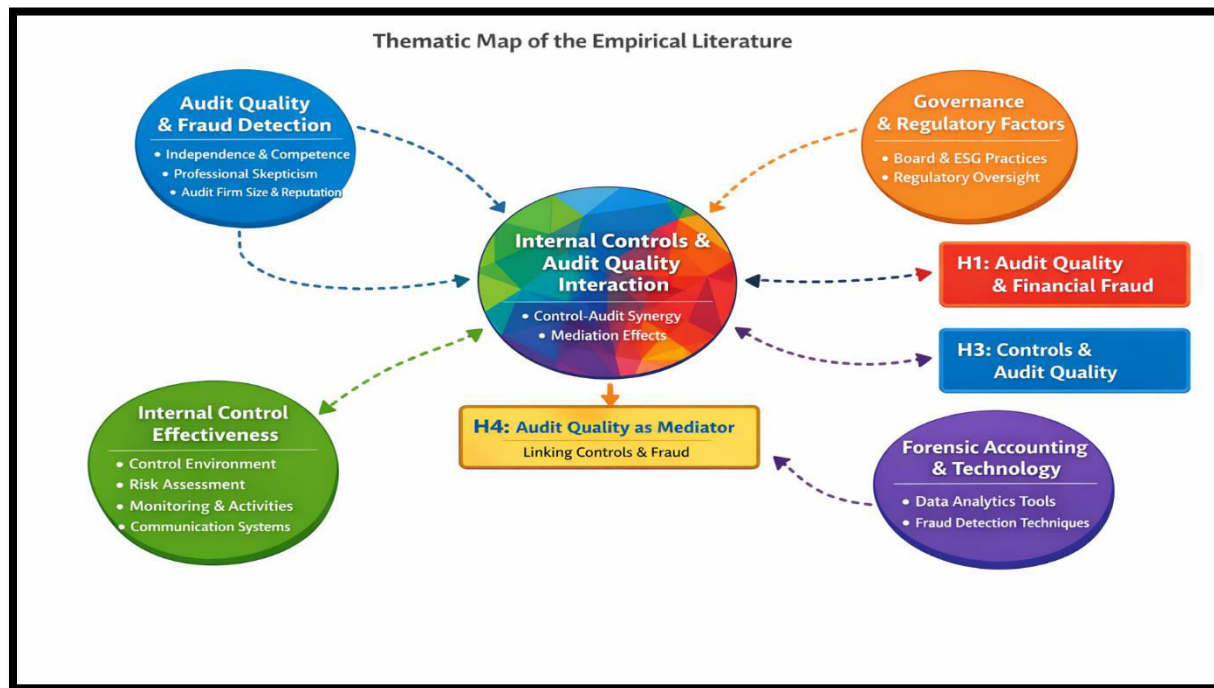 Thematic Map of the Empirical Literature
Audit Quality
& Fraud Detection
• Independence & Competence
• Professional Skepticism
• Audit Firm Size & Reputation
Governance
& Regulatory Factors
• Board & ESG Practices
• Regulatory Oversight
Internal Controls &
Audit Quality
Interaction
• Control-Audit Synergy
• Mediation Effects
H1: Audit Quality
& Financial Fraud
H3: Controls &
Audit Quality
Internal Control
Effectiveness
• Control Environment
• Risk Assessment
• Monitoring & Activities
• Communication Systems
H4: Audit Quality as Mediator
Linking Controls & Fraud
Forensic Accounting
& Technology
• Data Analytics Tools
• Fraud Detection Techniques